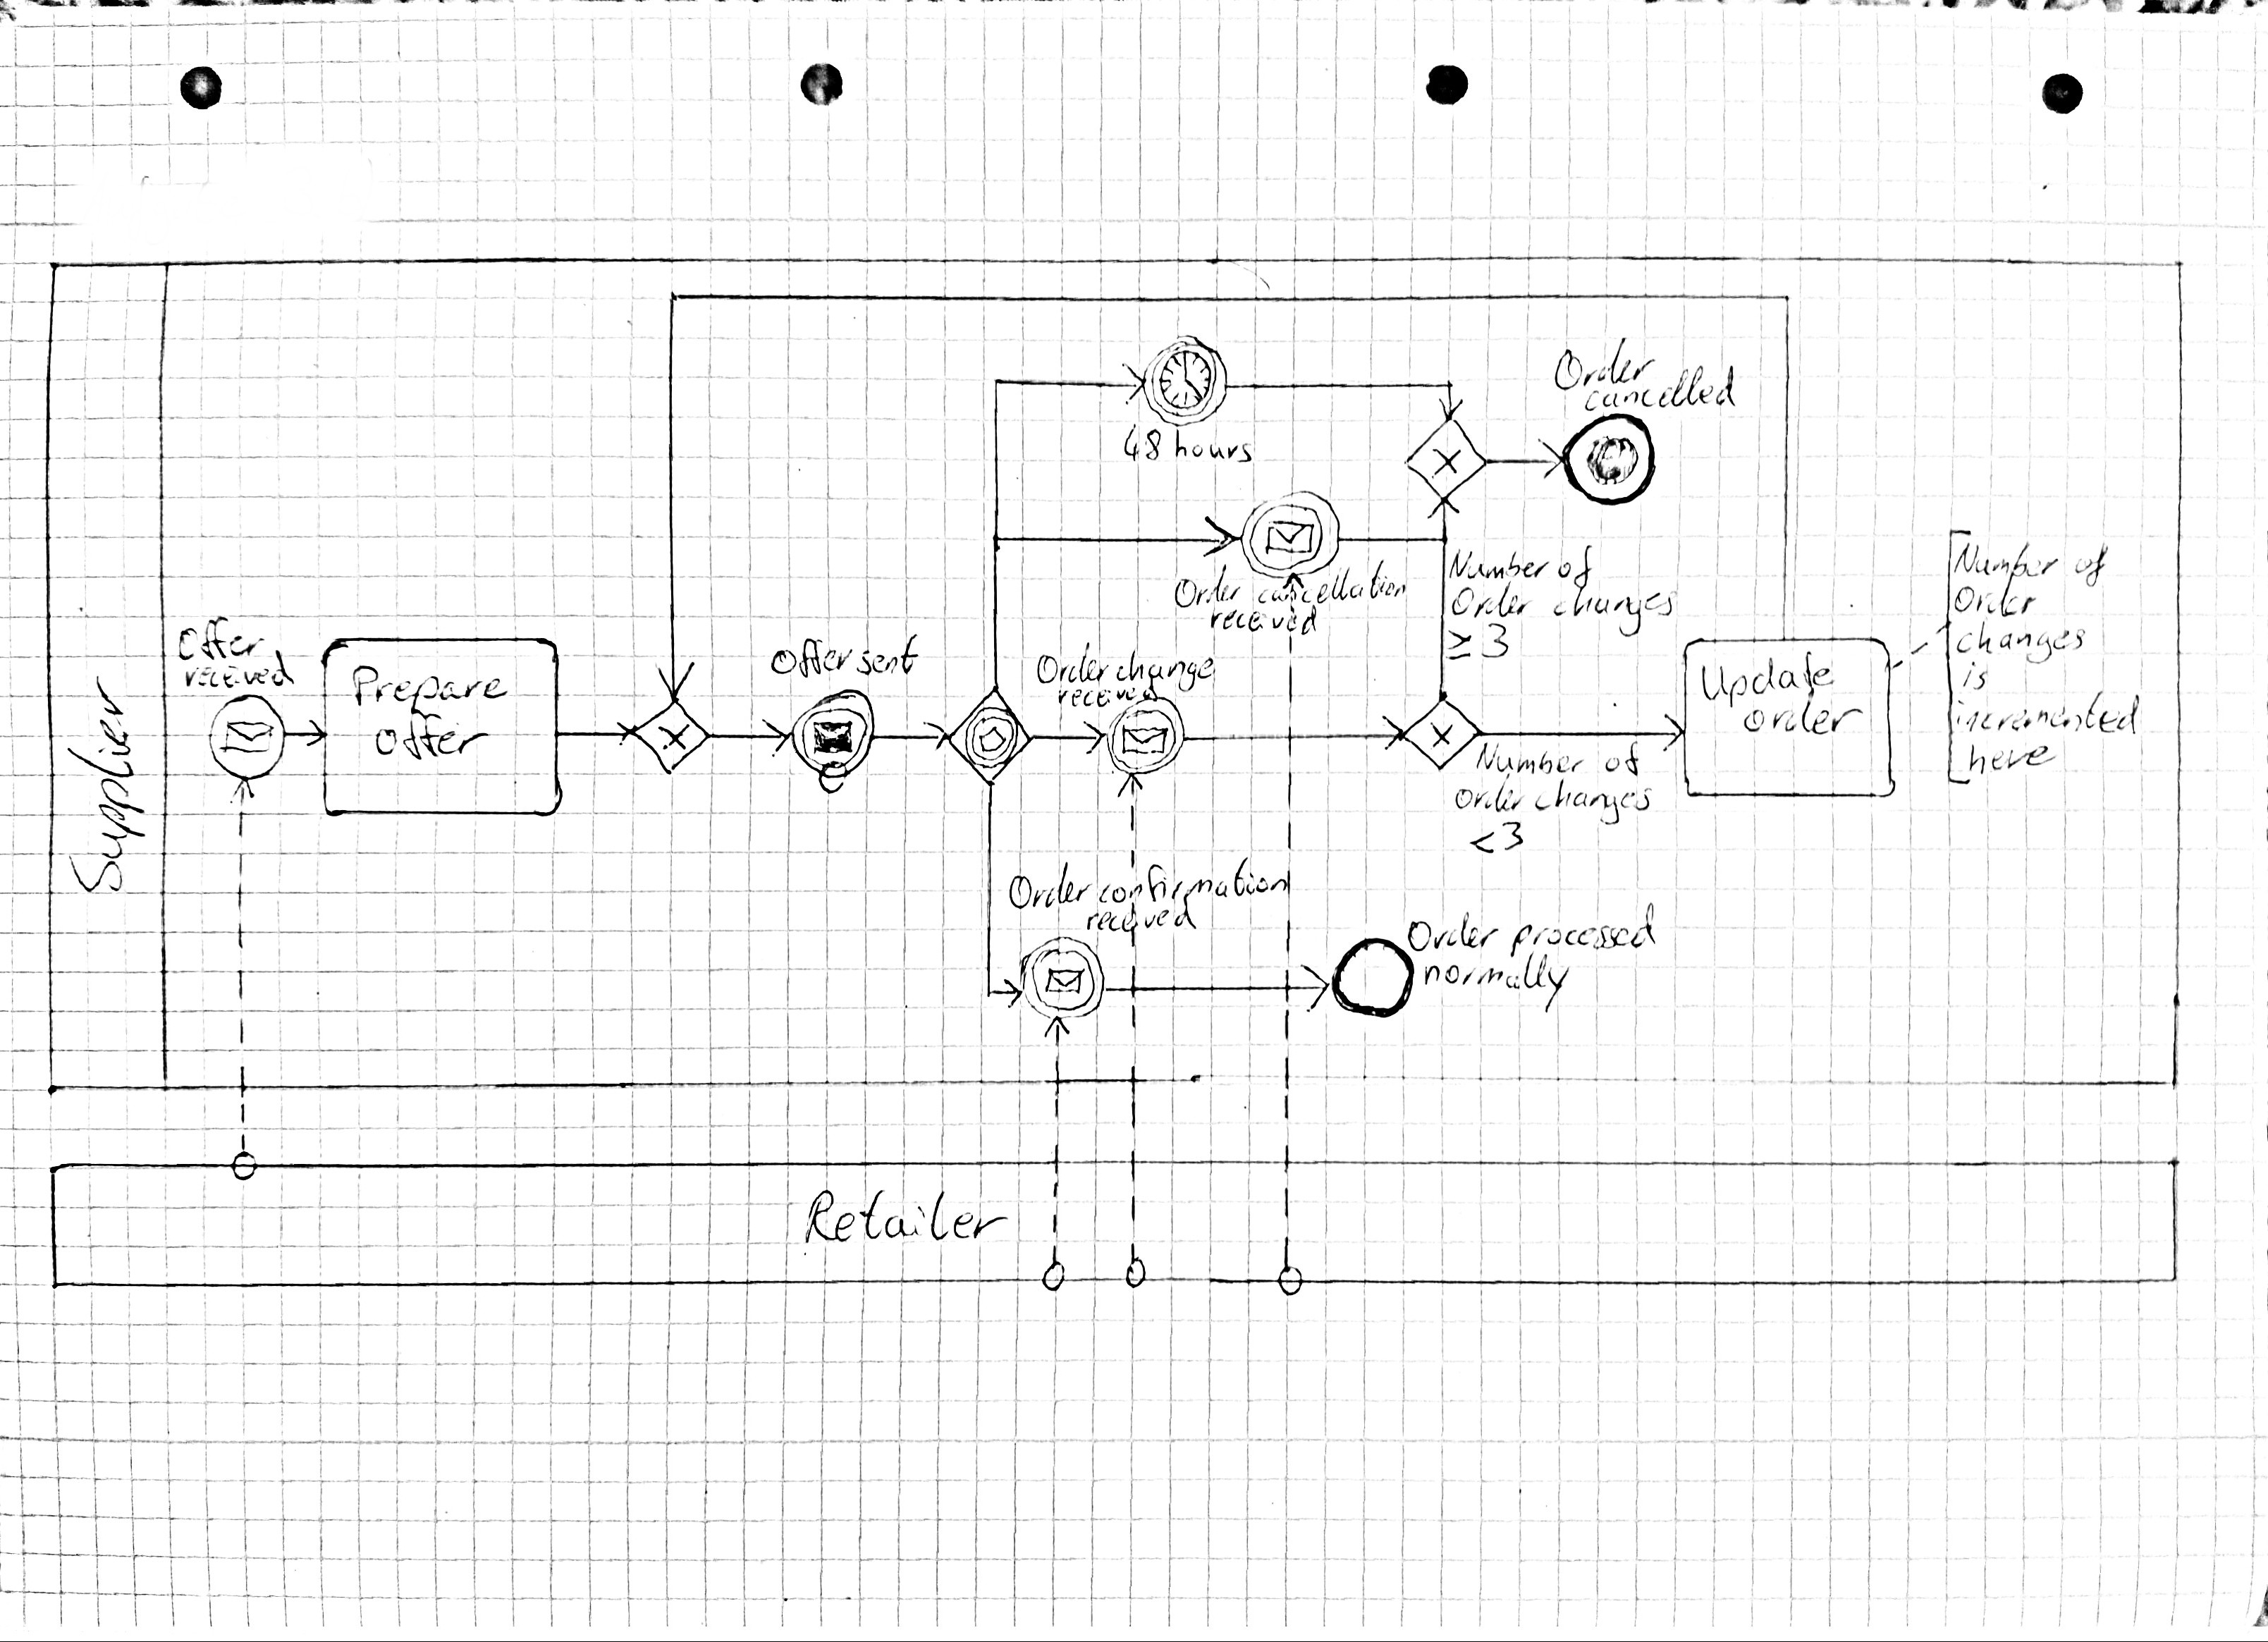 Supplier
Offer
received
Prepare
offer
Offer sent
Order change
received
48 hours
Order cancellation
received
Order
cancelled
Number of
Order changes
≥ 3
Number of
Order changes
<3
Update
order
Number of
Order
changes
is
incremented
here
Order confirmation
received
Order processed
normally
Retailer